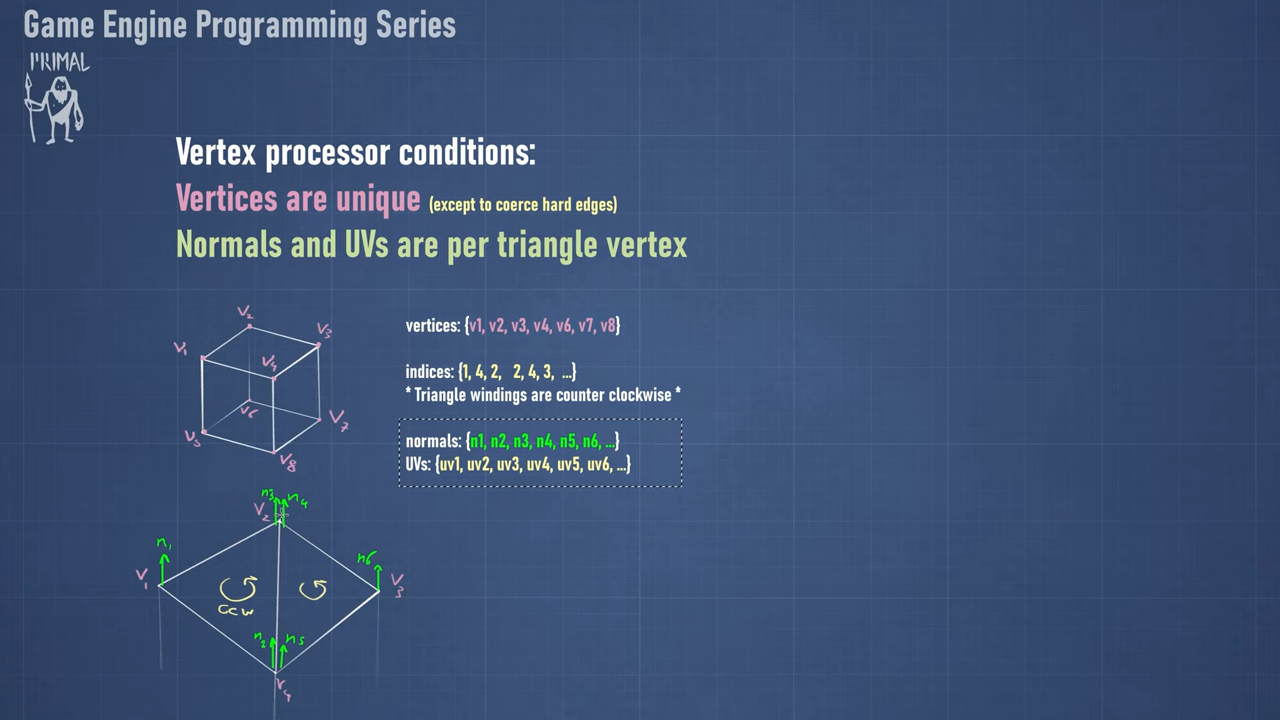 Game Engine Programming Series
PRIMAL
Vertex processor conditions:
Vertices are unique (except to coerce hard edges)
Normals and UVs are per triangle vertex
V2
V3
V1
V4
V6
V7
V5
V8
vertices: {v1, v2, v3, v4, v6, v7, v8}
indices: {1, 4, 2, 2, 4, 3, ...}
* Triangle windings are counter clockwise *
normals: {n1, n2, n3, n4, n5, n6, ...}
UVs: {uv1, uv2, uv3, uv4, uv5, uv6, ...}
n3 n4
V2
n1
n6
V1
V3
CCW
n2 n5
V4